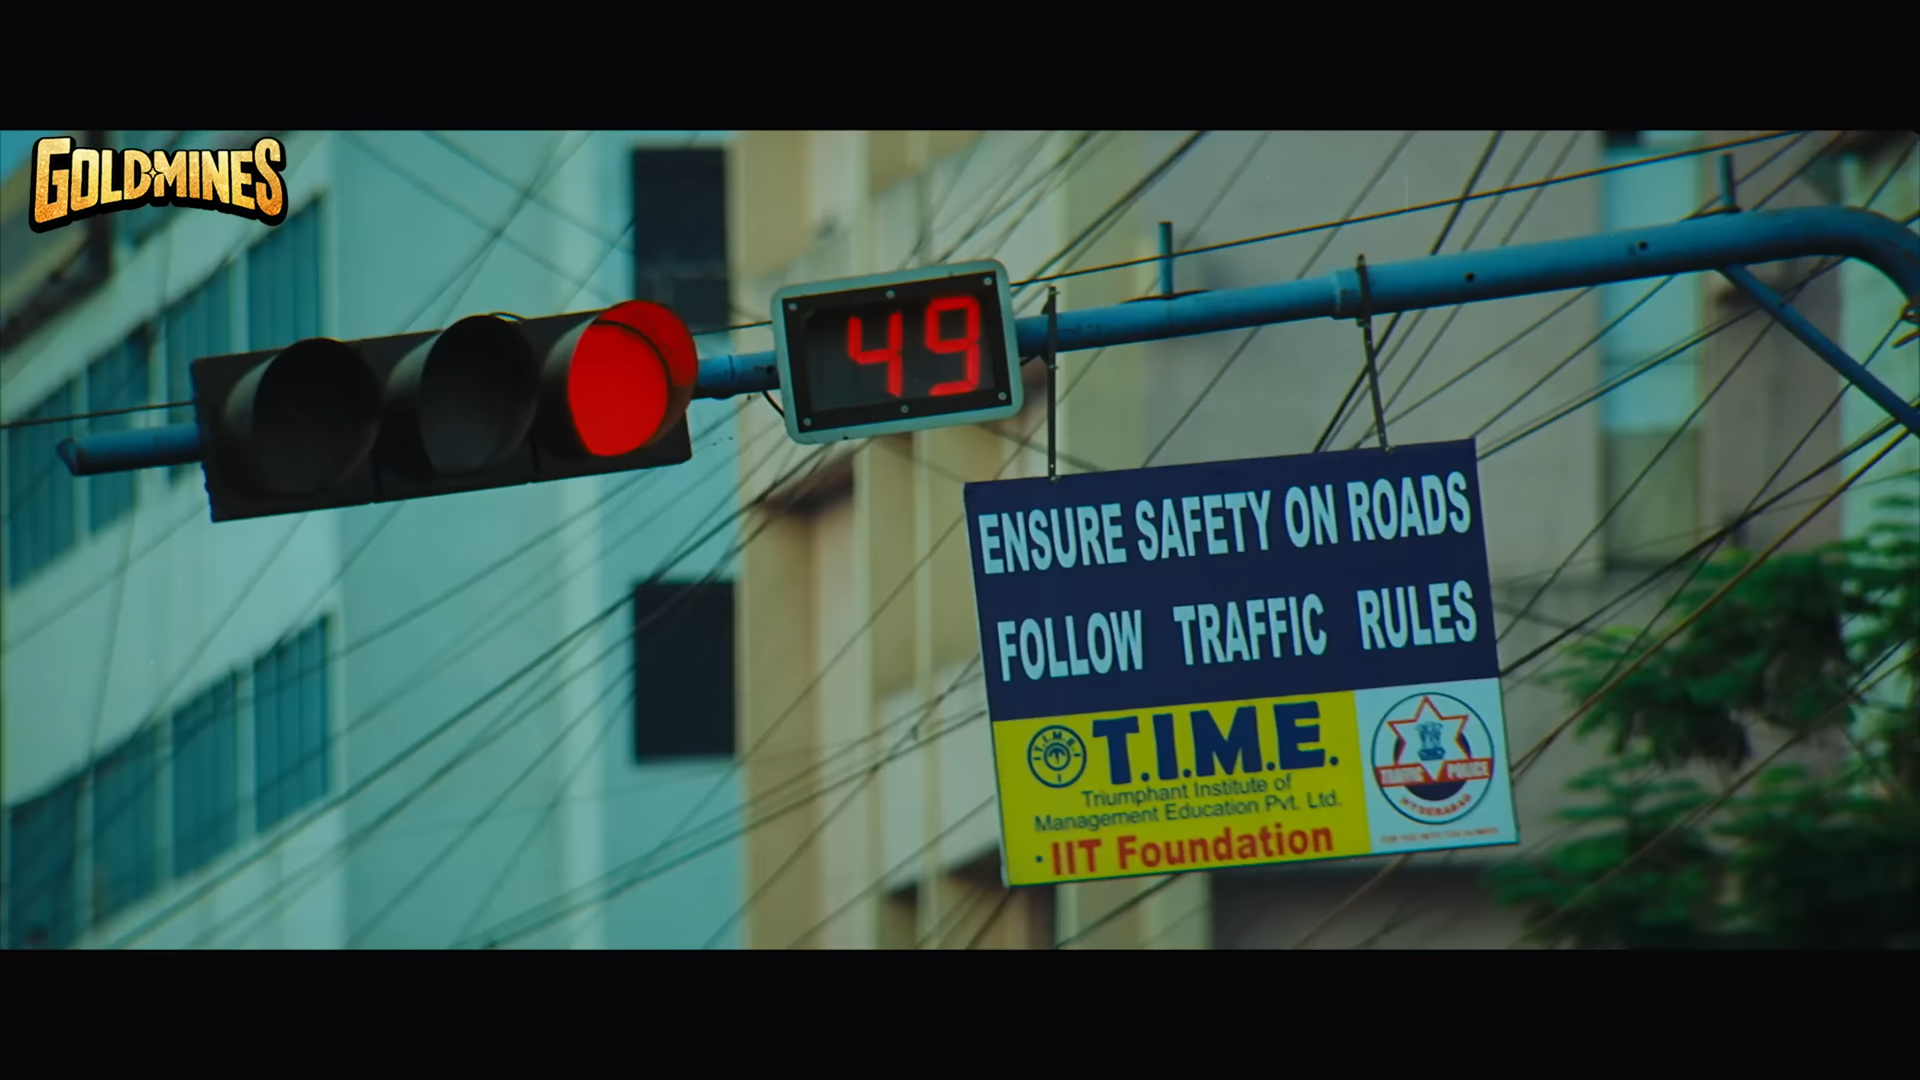 GOLDMINES
49
ENSURE SAFETY ON ROADS
FOLLOW TRAFFIC RULES
T.I.M.E.
T.I.M.E.
Triumphant Institute of
Management Education Pvt. Ltd.
· IIT Foundation
TRAFFIC POLICE
HYDERABAD